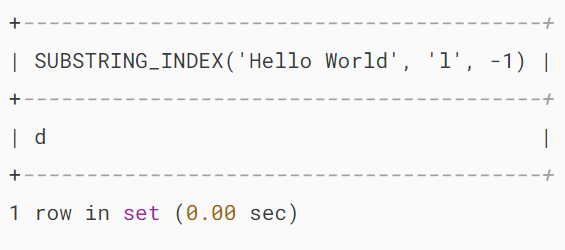 +-----------------------------------------+
| SUBSTRING_INDEX('Hello World', 'l', -1) |
+-----------------------------------------+
| d                                       |
+-----------------------------------------+
1 row in set (0.00 sec)